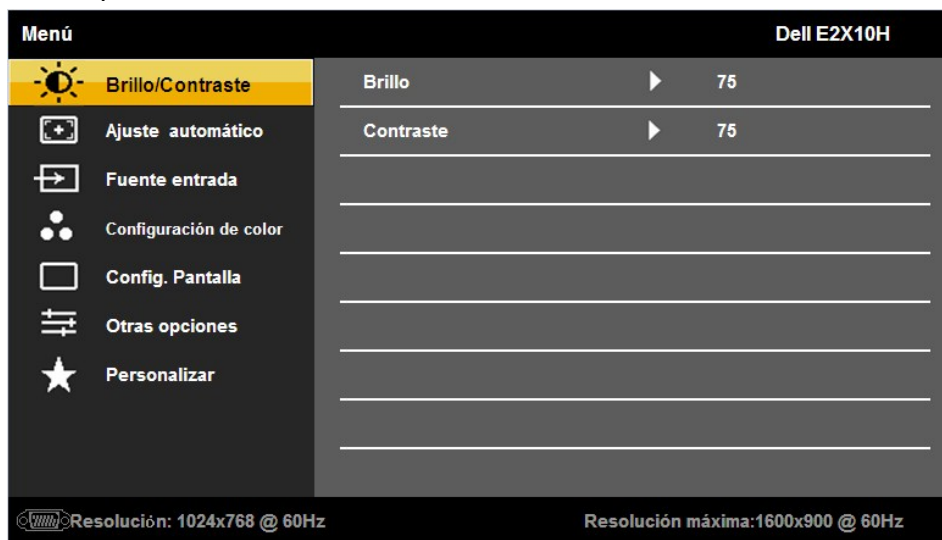 Menú Dell E2X10H
Brillo/Contraste Brillo 75
Ajuste automático Contraste 75
Fuente entrada
Configuración de color
Config. Pantalla
Otras opciones
Personalizar
Resolución: 1024x768 @ 60Hz Resolución máxima:1600x900 @ 60Hz